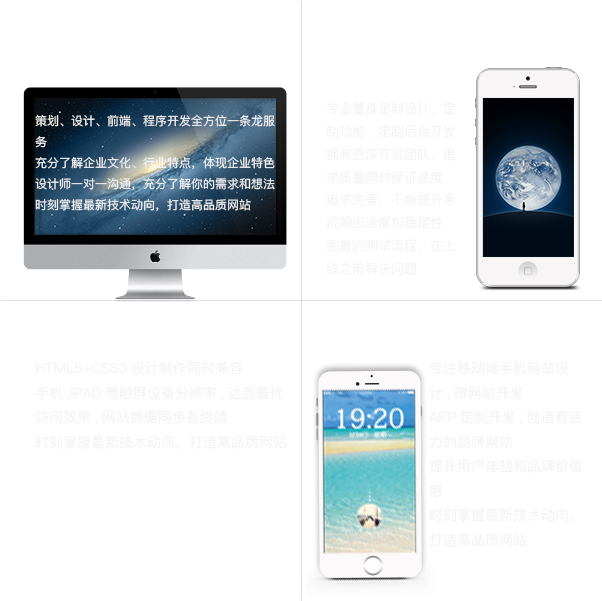 策划、设计、前端、程序开发全方位一条龙服
务
充分了解企业文化、行业特点，体现企业特色
设计师一对一沟通，充分了解你的需求和想法
时刻掌握最新技术动向，打造高品质网站
专业量身定制设计、定
制功能、定制后台开发
拥有资深开发团队，追
求质量同时保证速度
追求完美，不断提升系
统响应速度和稳定性
完善的测试流程，在上
线之前解决问题
HTML5+CSS3 设计制作同时兼容
手机 ,IPAD 等触屏设备分辨率 , 达到最优
访问效果 , 网站数据同步各终端
时刻掌握最新技术动向，打造高品质网站
19:20
专注移动端手机网站设
计 , 微网站开发
APP 定制开发 , 创造有活
力的品牌网站
提升用户体验和品牌价值
感
时刻掌握最新技术动向，
打造高品质网站